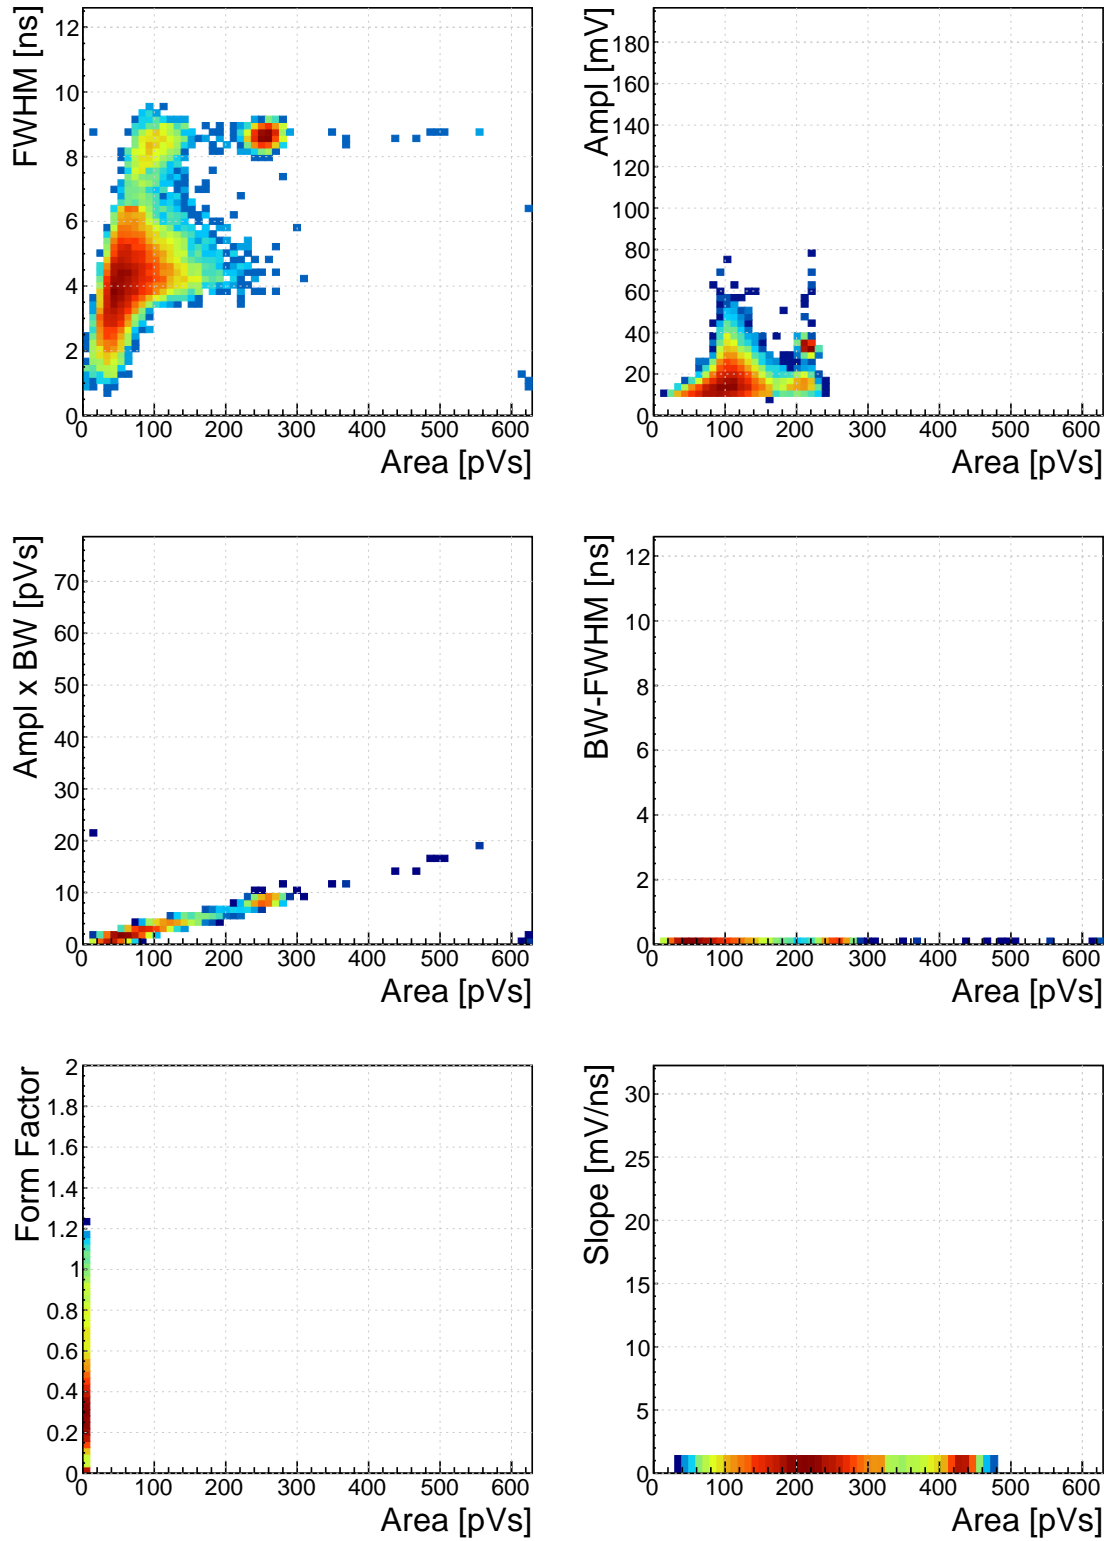 FWHM [ns]
12
10
8
6
4
2
0
0 100 200 300 400 500 600
Area [pVs]
Ampl [mV]
180
160
140
120
100
80
60
40
20
0
0 100 200 300 400 500 600
Area [pVs]
Ampl x BW [pVs]
70
60
50
40
30
20
10
0
0 100 200 300 400 500 600
Area [pVs]
BW-FWHM [ns]
12
10
8
6
4
2
0
0 100 200 300 400 500 600
Area [pVs]
Form Factor
2
1.8
1.6
1.4
1.2
1
0.8
0.6
0.4
0.2
0
0 100 200 300 400 500 600
Area [pVs]
Slope [mV/ns]
30
25
20
15
10
5
0
0 100 200 300 400 500 600
Area [pVs]